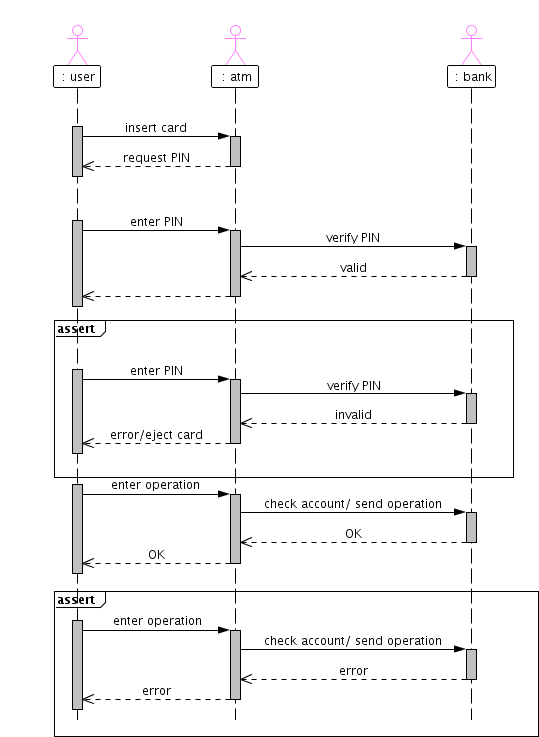 : user
: atm
: bank
insert card
request PIN
enter PIN
verify PIN
valid
assert
enter PIN
verify PIN
invalid
error/eject card
enter operation
check account/ send operation
OK
OK
assert
enter operation
check account/ send operation
error
error